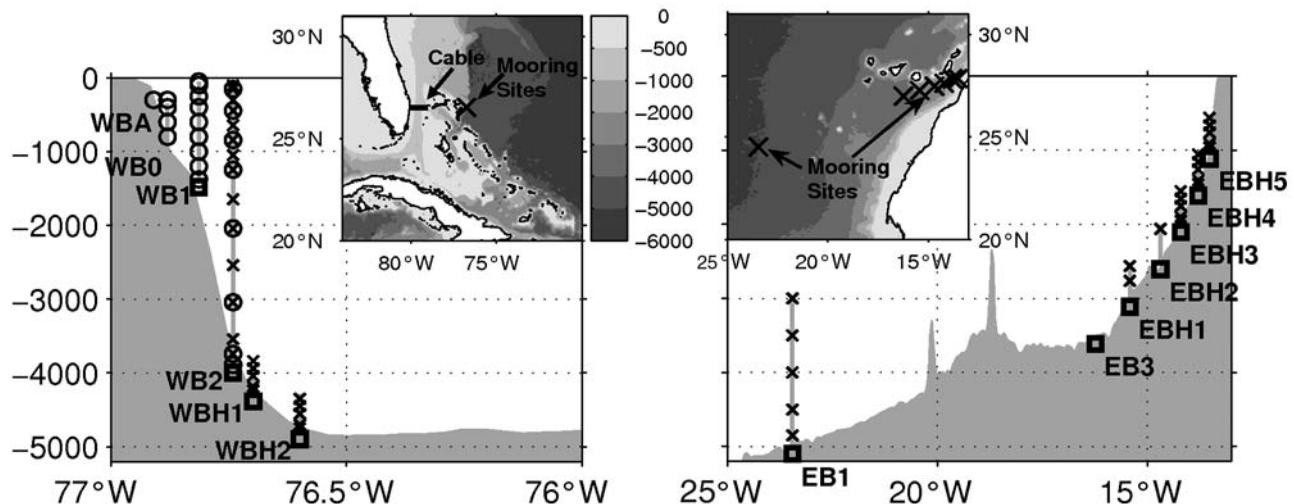 30°N
25°N
20°N
80°W 75°W
Cable
Mooring
Sites
0
−500
−1000
−2000
−3000
−4000
−5000
−6000
30°N
25°N
20°N
25°W 20°W 15°W
Mooring
Sites
0
−1000
−2000
−3000
−4000
−5000
WBA
WB0
WB1
WB2
WBH1
WBH2
77°W 76.5°W 76°W
EBH5
EBH4
EBH3
EBH2
EBH1
EB3
EB1
25°W 20°W 15°W